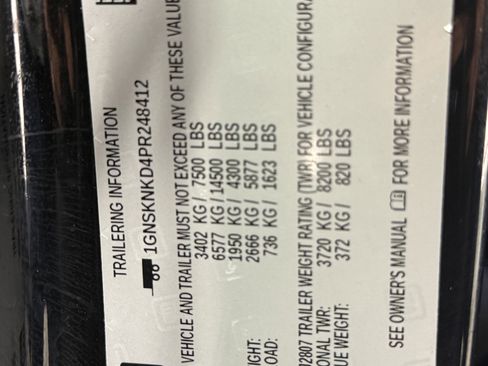 TRAILERING INFORMATION
1GNSKNKD4PR248412
VEHICLE AND TRAILER MUST NOT EXCEED ANY OF THESE VALUE
3402 KG/ 7500 LBS
6577 KG/14500 LBS
1950 KG/ 4300 LBS
2666 KG/ 5877 LBS
IGHT: 736 KG/ 1623 LBS
OAD:
J2807 TRAILER WEIGHT RATING (TWR) FOR VEHICLE CONFIGURA
ONAL TWR: 3720 KG/ 8200 LBS
UE WEIGHT: 372 KG/ 820 LBS
SEE OWNER'S MANUAL FOR MORE INFORMATION